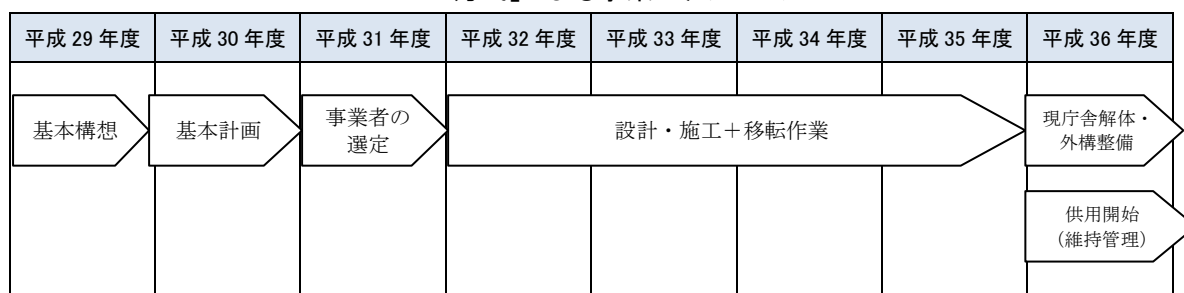 平成 29 年度 平成 30 年度 平成 31 年度 平成 32 年度 平成 33 年度 平成 34 年度 平成 35 年度 平成 36 年度
基本構想
基本計画
事業者の
選定
設計・施工＋移転作業
現庁舎解体・
外構整備
供用開始
（維持管理）